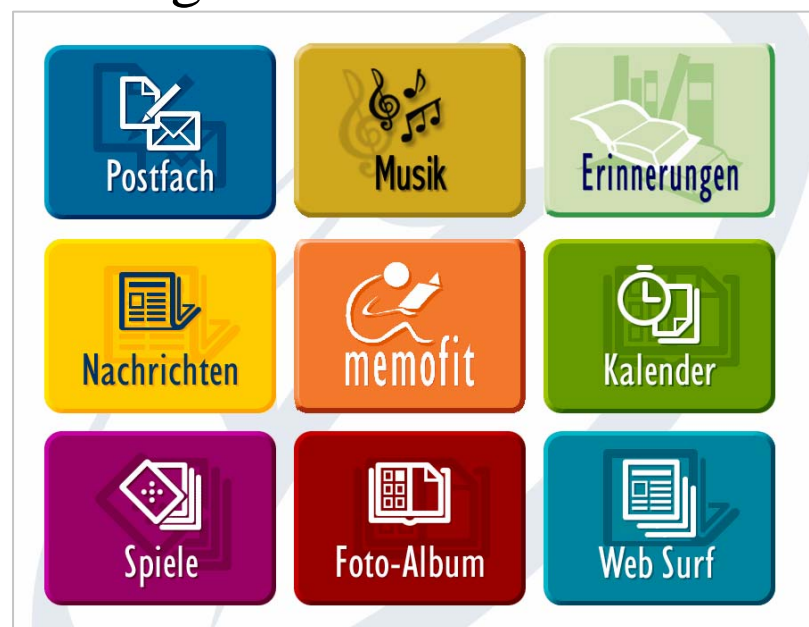 Postfach
Musik
Erinnerungen
Nachrichten
memofit
Kalender
Spiele
Foto-Album
Web Surf